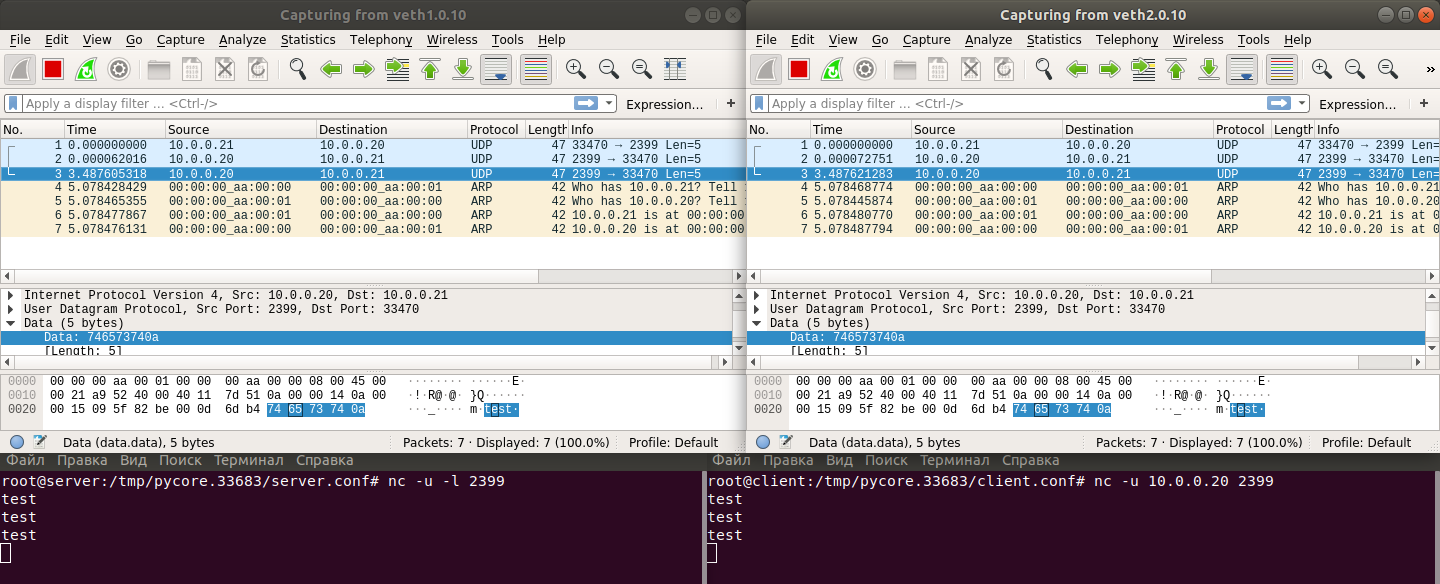 Capturing from veth1.0.10
File Edit View Go Capture Analyze Statistics Telephony Wireless Tools Help
Apply a display filter ... <Ctrl-/> Expression... +
No. Time Source Destination Protocol Length Info
1 0.000000000 10.0.0.21 10.0.0.20 UDP 47 33470 → 2399 Len=5
2 0.000062016 10.0.0.20 10.0.0.21 UDP 47 2399 → 33470 Len=5
3 3.487605318 10.0.0.20 10.0.0.21 UDP 47 2399 → 33470 Len=5
4 5.078428429 00:00:00_aa:00:00 00:00:00_aa:00:01 ARP 42 Who has 10.0.0.21? Tell
5 5.078465355 00:00:00_aa:00:01 00:00:00_aa:00:00 ARP 42 Who has 10.0.0.20? Tell
6 5.078477867 00:00:00_aa:00:01 00:00:00_aa:00:00 ARP 42 10.0.0.21 is at 00:00:00
7 5.078476131 00:00:00_aa:00:00 00:00:00_aa:00:01 ARP 42 10.0.0.20 is at 00:00:00
Internet Protocol Version 4, Src: 10.0.0.20, Dst: 10.0.0.21
User Datagram Protocol, Src Port: 2399, Dst Port: 33470
Data (5 bytes)
Data: 746573740a
[Length: 5]
0000 00 00 00 aa 00 01 00 00 00 aa 00 00 08 00 45 00 ········ ······E·
0010 00 21 a9 52 40 00 40 11 7d 51 0a 00 00 14 0a 00 ·!·R@·@· }Q······
0020 00 15 09 5f 82 be 00 0d 6d b4 74 65 73 74 0a ···_···· m·test·
Data (data.data), 5 bytes Packets: 7 · Displayed: 7 (100.0%) Profile: Default
Capturing from veth2.0.10
File Edit View Go Capture Analyze Statistics Telephony Wireless Tools Help
»
Apply a display filter ... <Ctrl-/> Expression... +
No. Time Source Destination Protocol Length Info
1 0.000000000 10.0.0.21 10.0.0.20 UDP 47 33470 → 2399 Len=
2 0.000072751 10.0.0.20 10.0.0.21 UDP 47 2399 → 33470 Len=
3 3.487621283 10.0.0.20 10.0.0.21 UDP 47 2399 → 33470 Len=
4 5.078468774 00:00:00_aa:00:00 00:00:00_aa:00:01 ARP 42 Who has 10.0.0.21
5 5.078445874 00:00:00_aa:00:01 00:00:00_aa:00:00 ARP 42 Who has 10.0.0.20
6 5.078480770 00:00:00_aa:00:01 00:00:00_aa:00:00 ARP 42 10.0.0.21 is at 0
7 5.078487794 00:00:00_aa:00:00 00:00:00_aa:00:01 ARP 42 10.0.0.20 is at 0
Internet Protocol Version 4, Src: 10.0.0.20, Dst: 10.0.0.21
User Datagram Protocol, Src Port: 2399, Dst Port: 33470
Data (5 bytes)
Data: 746573740a
[Length: 5]
0000 00 00 00 aa 00 01 00 00 00 aa 00 00 08 00 45 00 ········ ······E·
0010 00 21 a9 52 40 00 40 11 7d 51 0a 00 00 14 0a 00 ·!·R@·@· }Q······
0020 00 15 09 5f 82 be 00 0d 6d b4 74 65 73 74 0a ···_···· m·test·
Data (data.data), 5 bytes Packets: 7 · Displayed: 7 (100.0%) Profile: Default
Файл Правка Вид Поиск Терминал Справка
root@server:/tmp/pycore.33683/server.conf# nc -u -l 2399
test
test
test
Файл Правка Вид Поиск Терминал Справка
root@client:/tmp/pycore.33683/client.conf# nc -u 10.0.0.20 2399
test
test
test